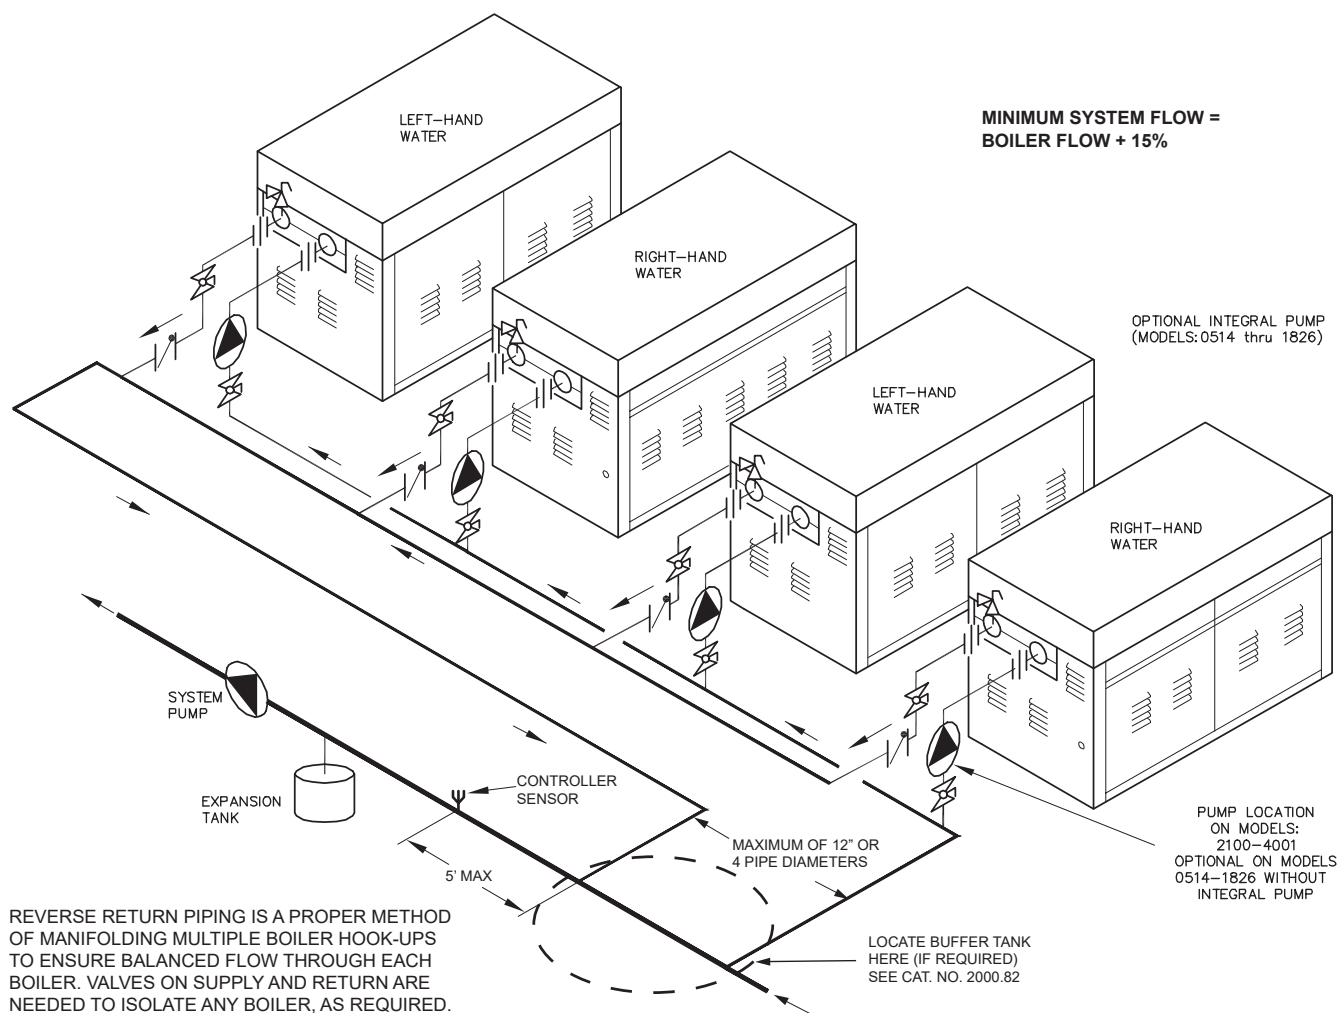 LEFT-HAND
WATER
MINIMUM SYSTEM FLOW =
BOILER FLOW + 15%
RIGHT-HAND
WATER
OPTIONAL INTEGRAL PUMP
(MODELS:0514 thru 1826)
LEFT-HAND
WATER
RIGHT-HAND
WATER
SYSTEM
PUMP
EXPANSION
TANK
CONTROLLER
SENSOR
MAXIMUM OF 12” OR
4 PIPE DIAMETERS
5’ MAX
PUMP LOCATION
ON MODELS:
2100-4001
OPTIONAL ON MODELS
0514-1826 WITHOUT
INTEGRAL PUMP
REVERSE RETURN PIPING IS A PROPER METHOD
OF MANIFOLDING MULTIPLE BOILER HOOK-UPS
TO ENSURE BALANCED FLOW THROUGH EACH
BOILER. VALVES ON SUPPLY AND RETURN ARE
NEEDED TO ISOLATE ANY BOILER, AS REQUIRED.
LOCATE BUFFER TANK
HERE (IF REQUIRED)
SEE CAT. NO. 2000.82